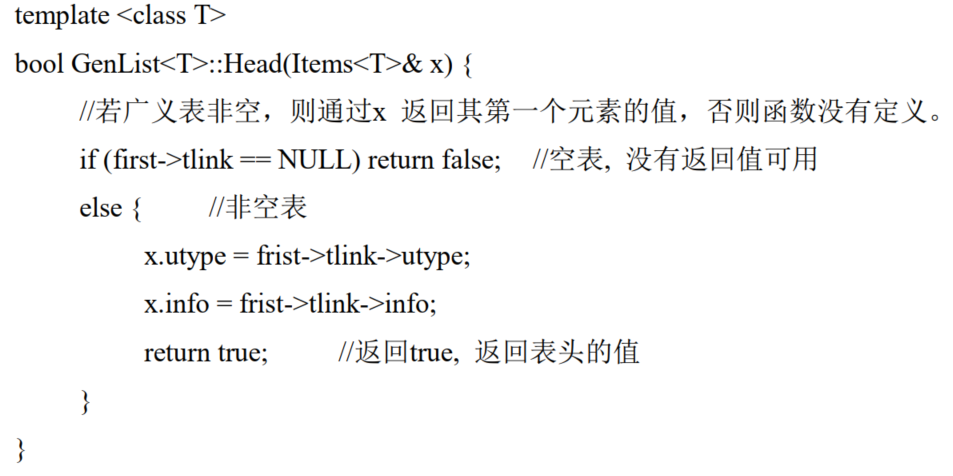 template <class T>
bool GenList<T>::Head(Items<T>& x) {
//若广义表非空，则通过x 返回其第一个元素的值，否则函数没有定义。
if (first->tlink == NULL) return false; //空表, 没有返回值可用
else { //非空表
x.utype = frist->tlink->utype;
x.info = frist->tlink->info;
return true; //返回true, 返回表头的值
}
}